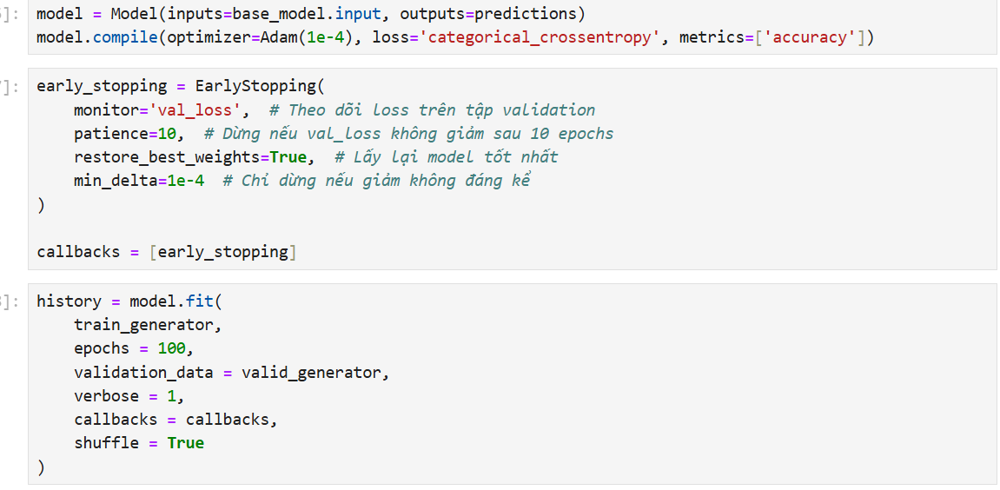 ]: model = Model(inputs=base_model.input, outputs=predictions)
model.compile(optimizer=Adam(1e-4), loss='categorical_crossentropy', metrics=['accuracy'])
]: early_stopping = EarlyStopping(
monitor='val_loss',  # Theo dõi loss trên tập validation
patience=10,  # Dừng nếu val_loss không giảm sau 10 epochs
restore_best_weights=True,  # Lấy lại model tốt nhất
min_delta=1e-4  # Chỉ dừng nếu giảm không đáng kể
)
callbacks = [early_stopping]
]: history = model.fit(
train_generator,
epochs = 100,
validation_data = valid_generator,
verbose = 1,
callbacks = callbacks,
shuffle = True
)